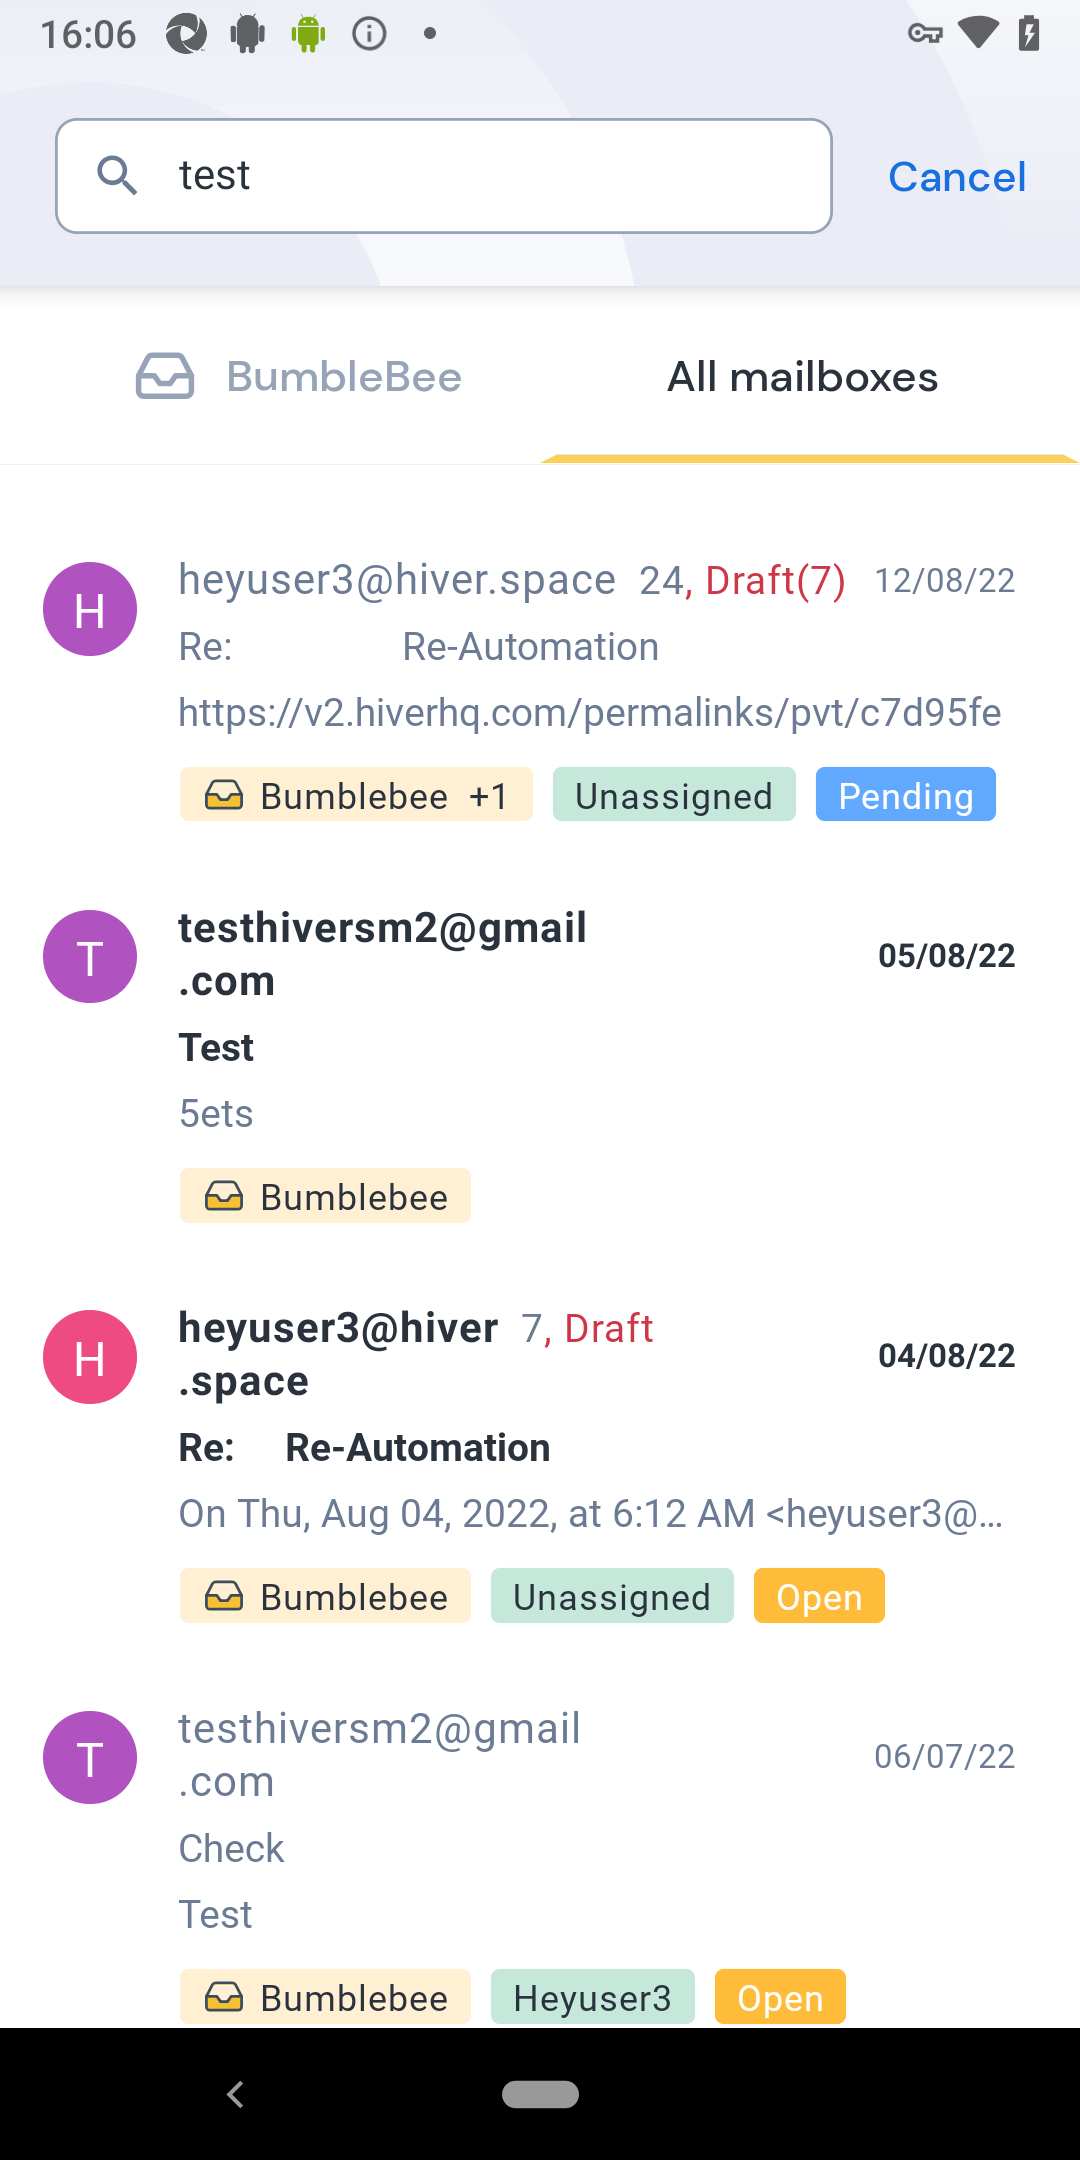 16:06
test
Cancel
BumbleBee
All mailboxes
H
heyuser3@hiver.space 24, Draft(7) 12/08/22
Re: Re-Automation
https://v2.hiverhq.com/permalinks/pvt/c7d95fe
Bumblebee +1 Unassigned Pending
T
testhiversm2@gmail
.com
05/08/22
Test
5ets
Bumblebee
H
heyuser3@hiver 7, Draft
.space
04/08/22
Re: Re-Automation
On Thu, Aug 04, 2022, at 6:12 AM <heyuser3@...
Bumblebee Unassigned Open
T
testhiversm2@gmail
.com
06/07/22
Check
Test
Bumblebee Heyuser3 Open